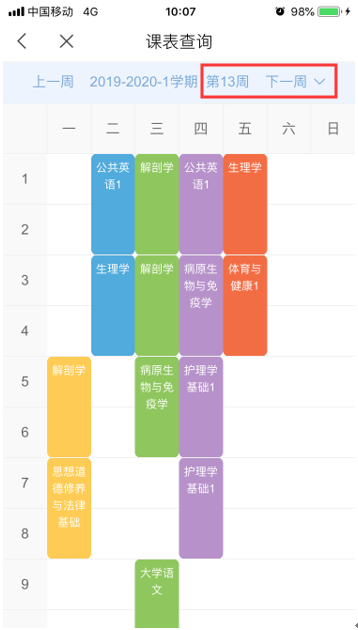 中国移动 4G 10:07 98%
课表查询
上一周 2019-2020-1学期 第13周 下一周
一 二 三 四 五 六 日
1
公共英
语1
解剖学
公共英
语1
生理学
2
3
生理学
解剖学
病原生
物与免
疫学
体育与
健康1
4
5
解剖学
病原生
物与免
疫学
护理学
基础1
6
7
思想道
德修养
与法律
基础
护理学
基础1
8
9
大学语
文